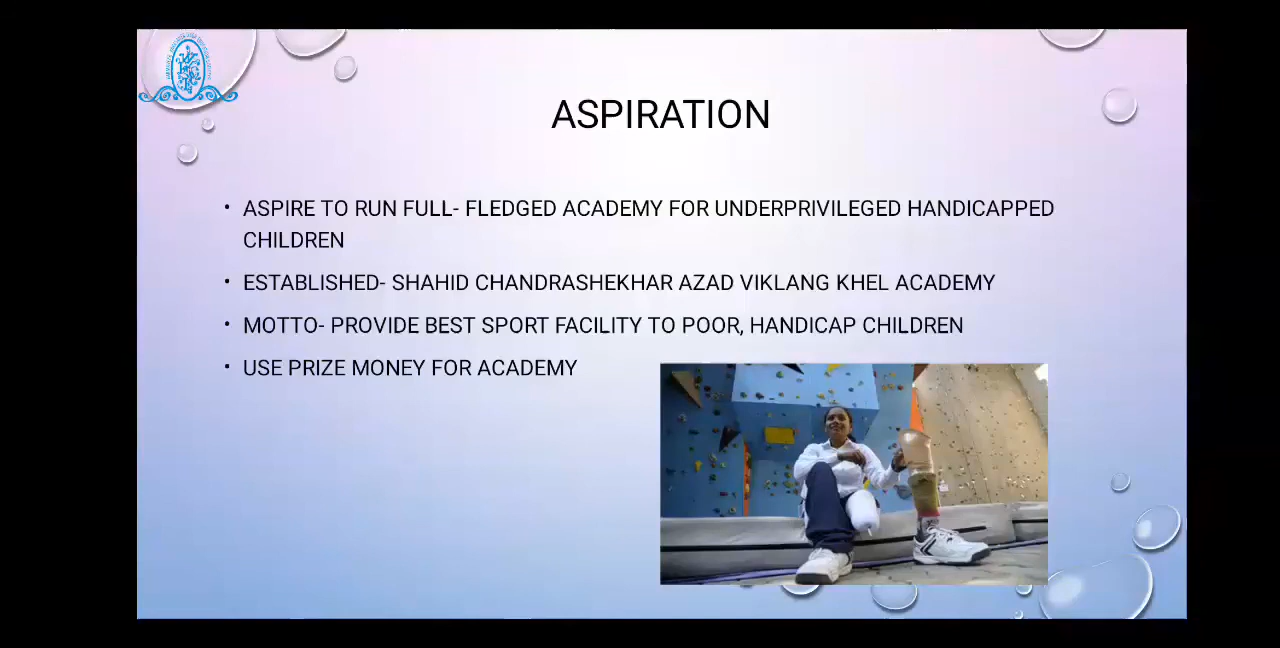 ASPIRATION
• ASPIRE TO RUN FULL- FLEDGED ACADEMY FOR UNDERPRIVILEGED HANDICAPPED
CHILDREN
• ESTABLISHED- SHAHID CHANDRASHEKHAR AZAD VIKLANG KHEL ACADEMY
• MOTTO- PROVIDE BEST SPORT FACILITY TO POOR, HANDICAP CHILDREN
• USE PRIZE MONEY FOR ACADEMY